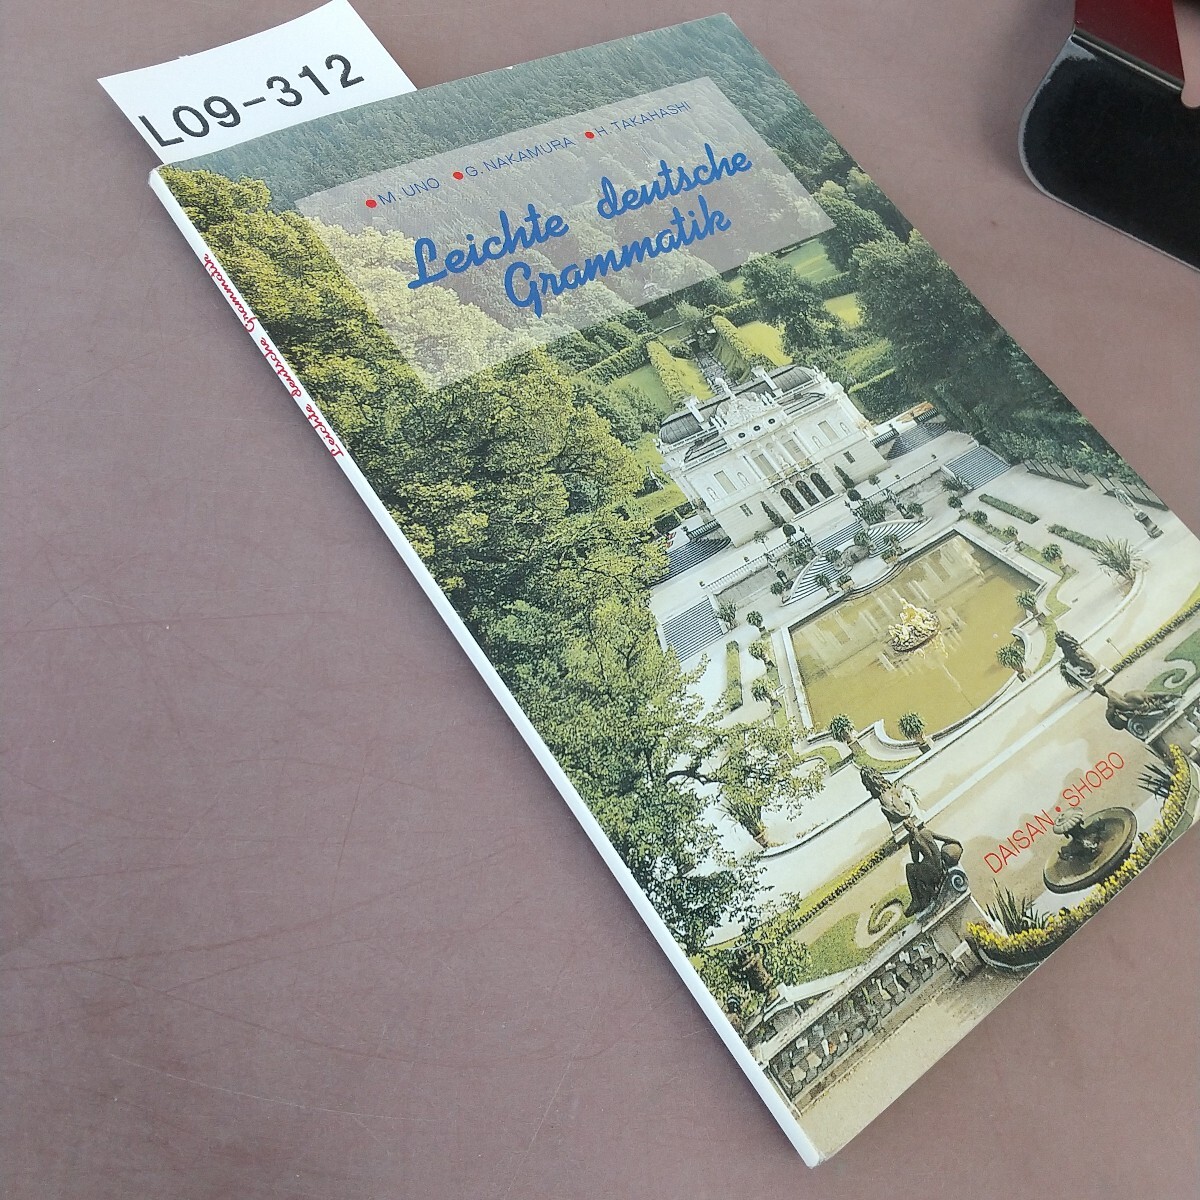 L09-312
●M. UNO ●G. NAKAMURA ●H. TAKAHASHI
Leichte deutsche
Grammatik
Leichte deutsche Grammatik
DAISAN•SHOBO